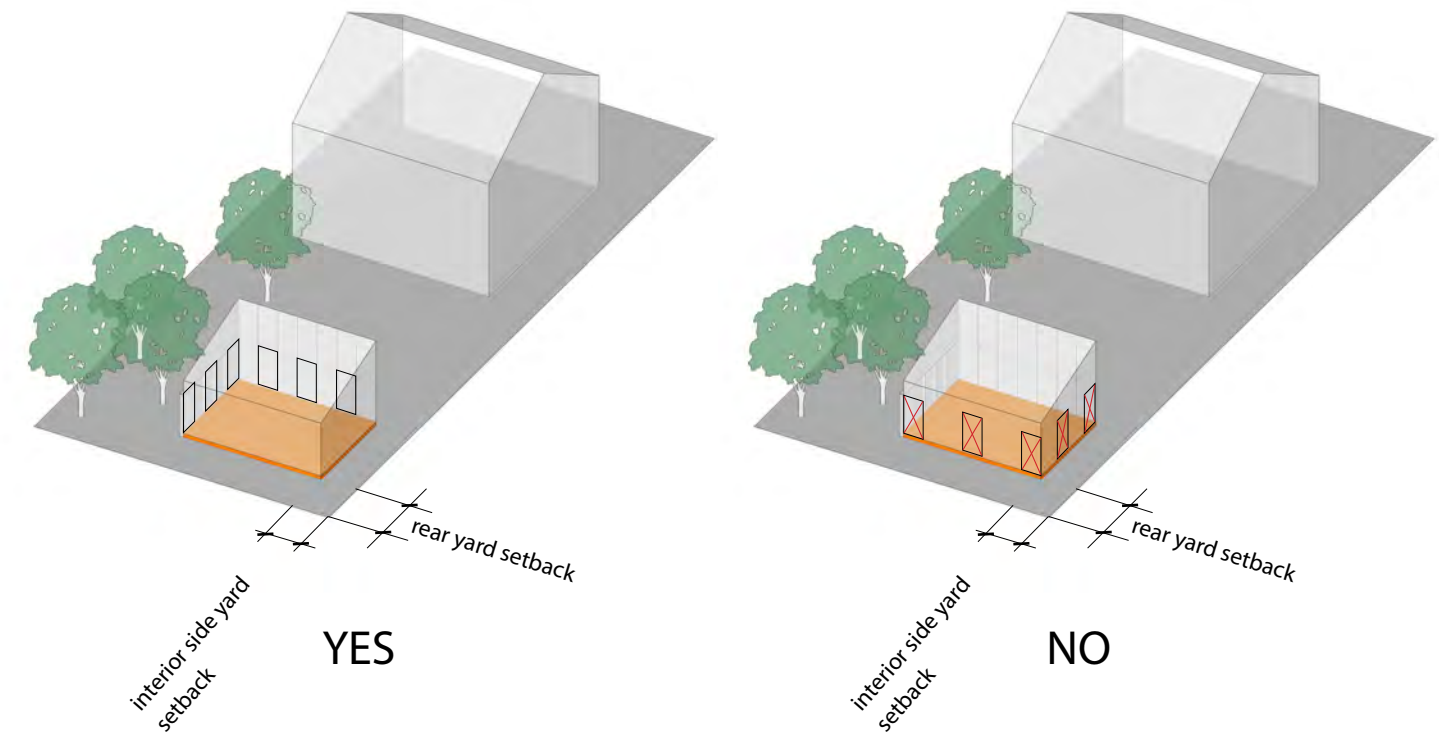 rear yard setback
interior side yard
setback
YES
rear yard setback
interior side yard
setback
NO